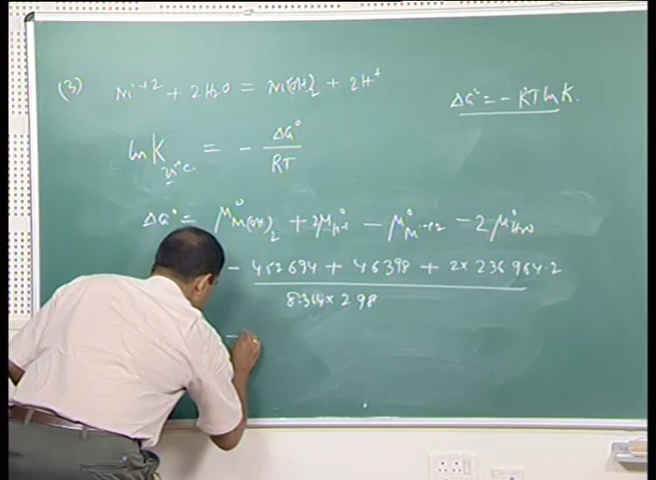 (3) Ni+2 + 2H2O = Ni(OH)2 + 2H+
ΔG° = - RT ln K.
ln K25°C = - ΔG° / RT
ΔG° = μ°Ni(OH)2 + 2μ°H+ - μ°Ni+2 - 2μ°H2O
- 452694 + 46398 + 2 x 236964.2
8.314 x 298